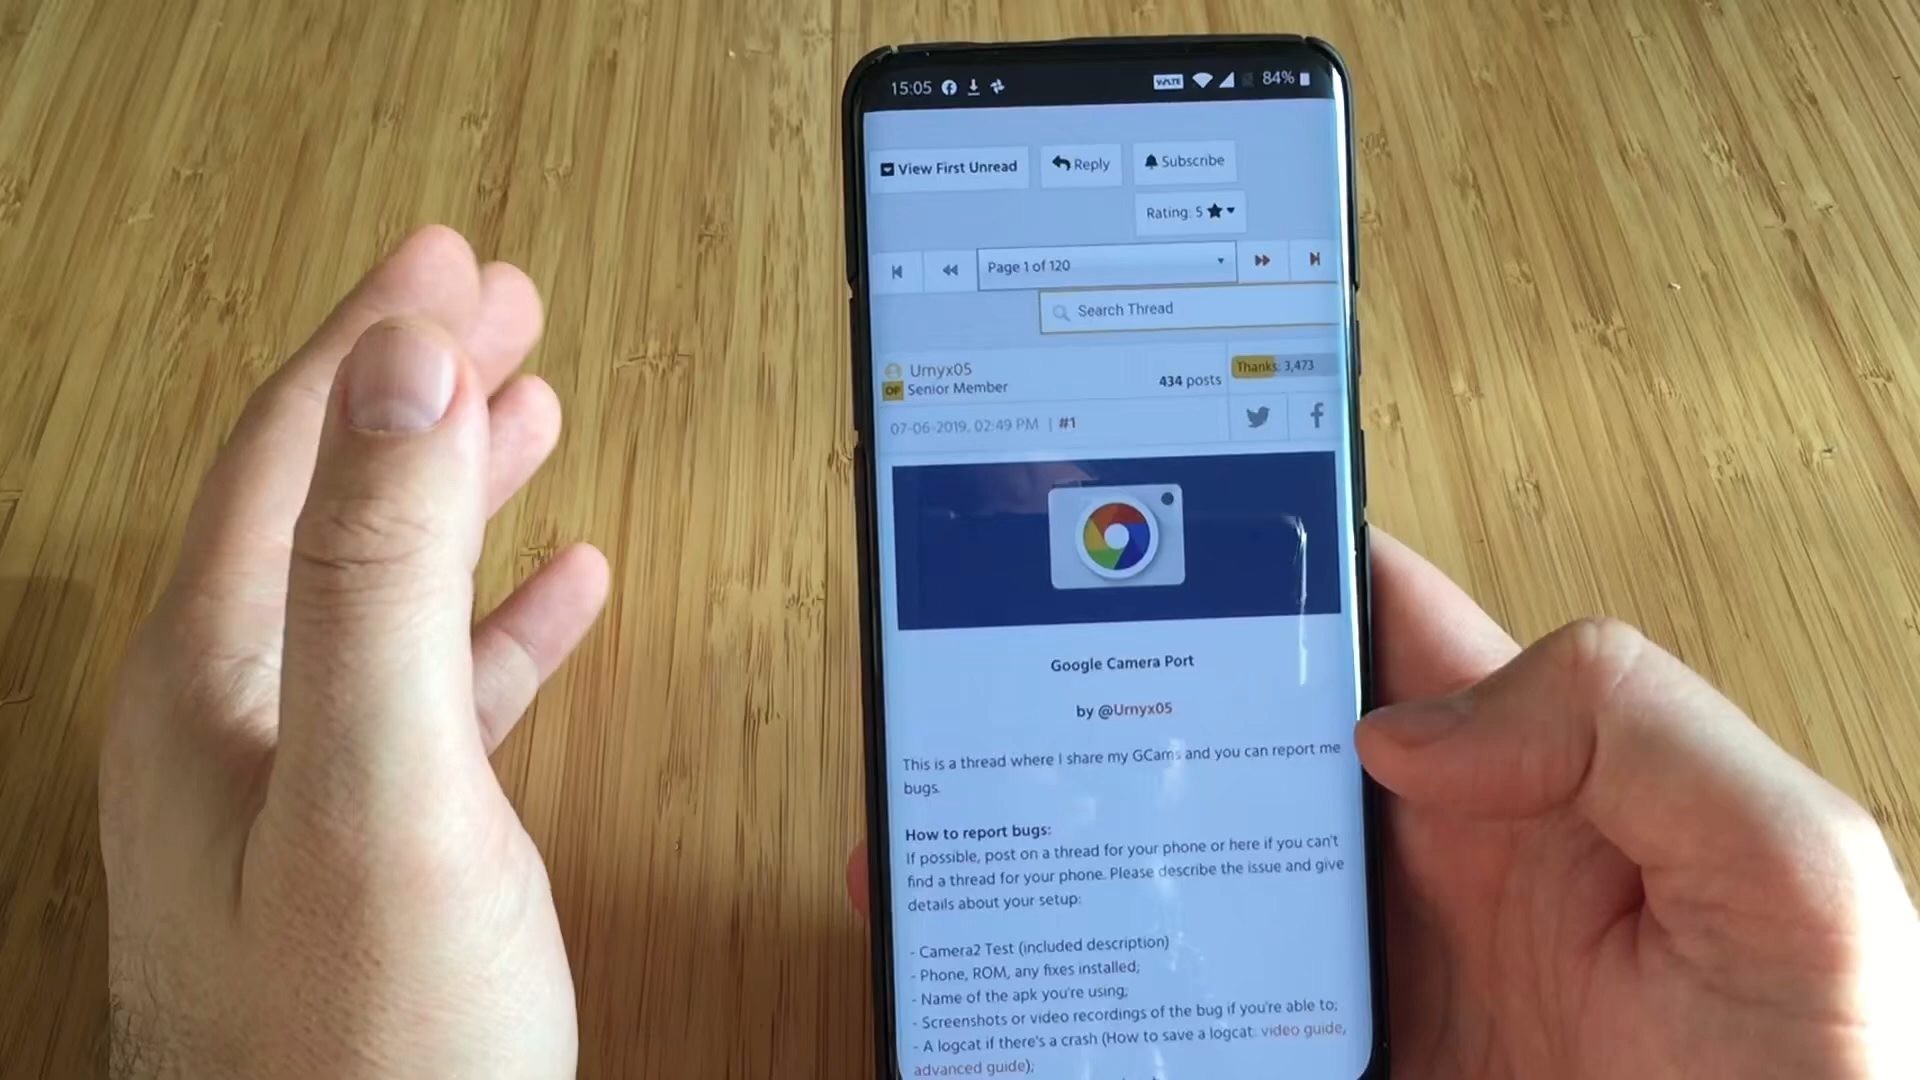 15:05
VoLTE
84%
View First Unread
Reply
Subscribe
Rating: 5
Page 1 of 120
Search Thread
Urnyx05
OP
Senior Member
434 posts
Thanks: 3,473
07-06-2019, 02:49 PM | #1
Google Camera Port
by @Urnyx05
This is a thread where I share my GCams and you can report me
bugs.
How to report bugs:
If possible, post on a thread for your phone or here if you can't
find a thread for your phone. Please describe the issue and give
details about your setup:
- Camera2 Test (included description)
- Phone, ROM, any fixes installed;
- Name of the apk you're using;
- Screenshots or video recordings of the bug if you're able to;
- A logcat if there's a crash (How to save a logcat: video guide,
advanced guide);